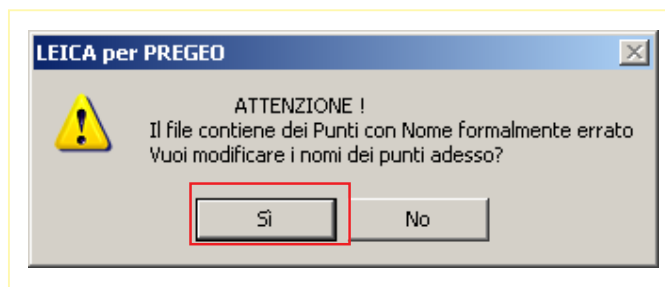 LEICA per PREGEO
ATTENZIONE !
Il file contiene dei Punti con Nome formalmente errato
Vuoi modificare i nomi dei punti adesso?
Sì
No